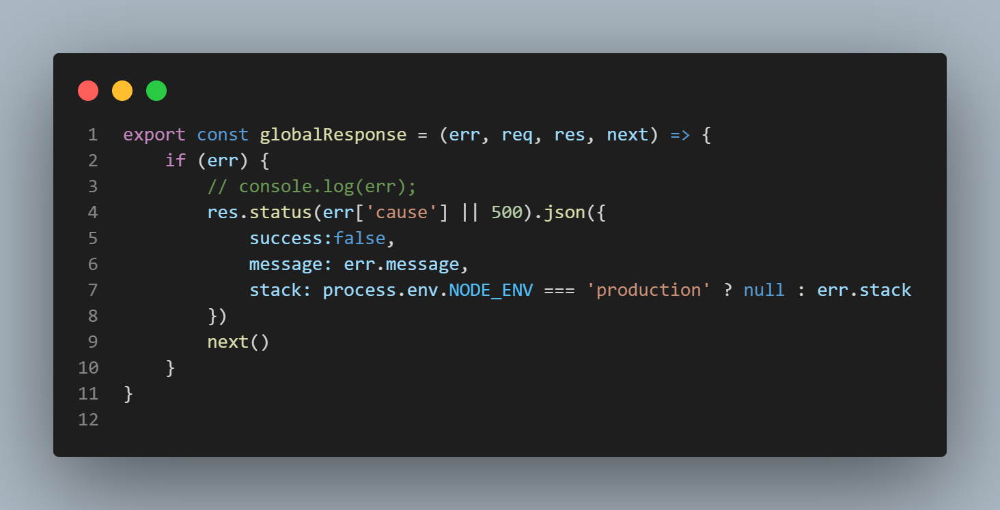 1 export const globalResponse = (err, req, res, next) => {
2     if (err) {
3         // console.log(err);
4         res.status(err['cause'] || 500).json({
5             success:false,
6             message: err.message,
7             stack: process.env.NODE_ENV === 'production' ? null : err.stack
8         })
9         next()
10     }
11 }
12